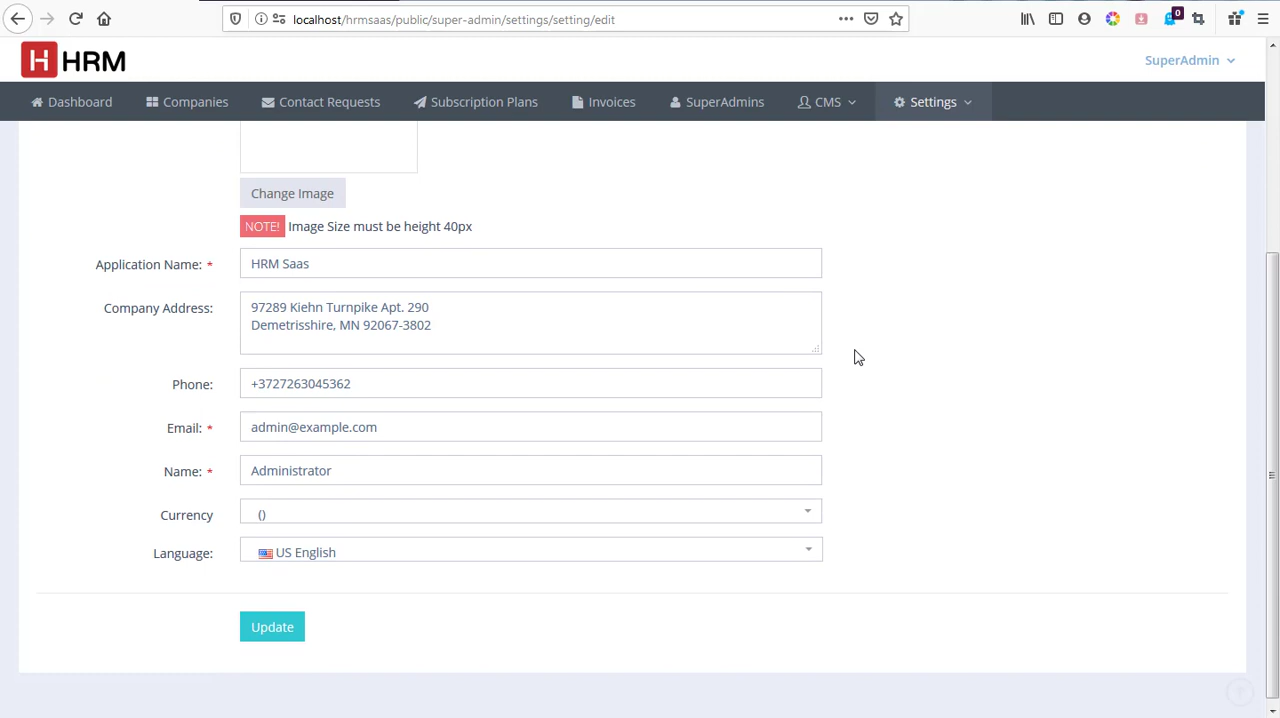 localhost/hrmsaas/public/super-admin/settings/setting/edit
0
H HRM
SuperAdmin
Dashboard Companies Contact Requests Subscription Plans Invoices SuperAdmins CMS Settings
Change Image
NOTE! Image Size must be height 40px
Application Name: * HRM Saas
Company Address: 97289 Kiehn Turnpike Apt. 290
Demetrisshire, MN 92067-3802
Phone: +3727263045362
Email: * admin@example.com
Name: * Administrator
Currency ()
Language: US English
Update